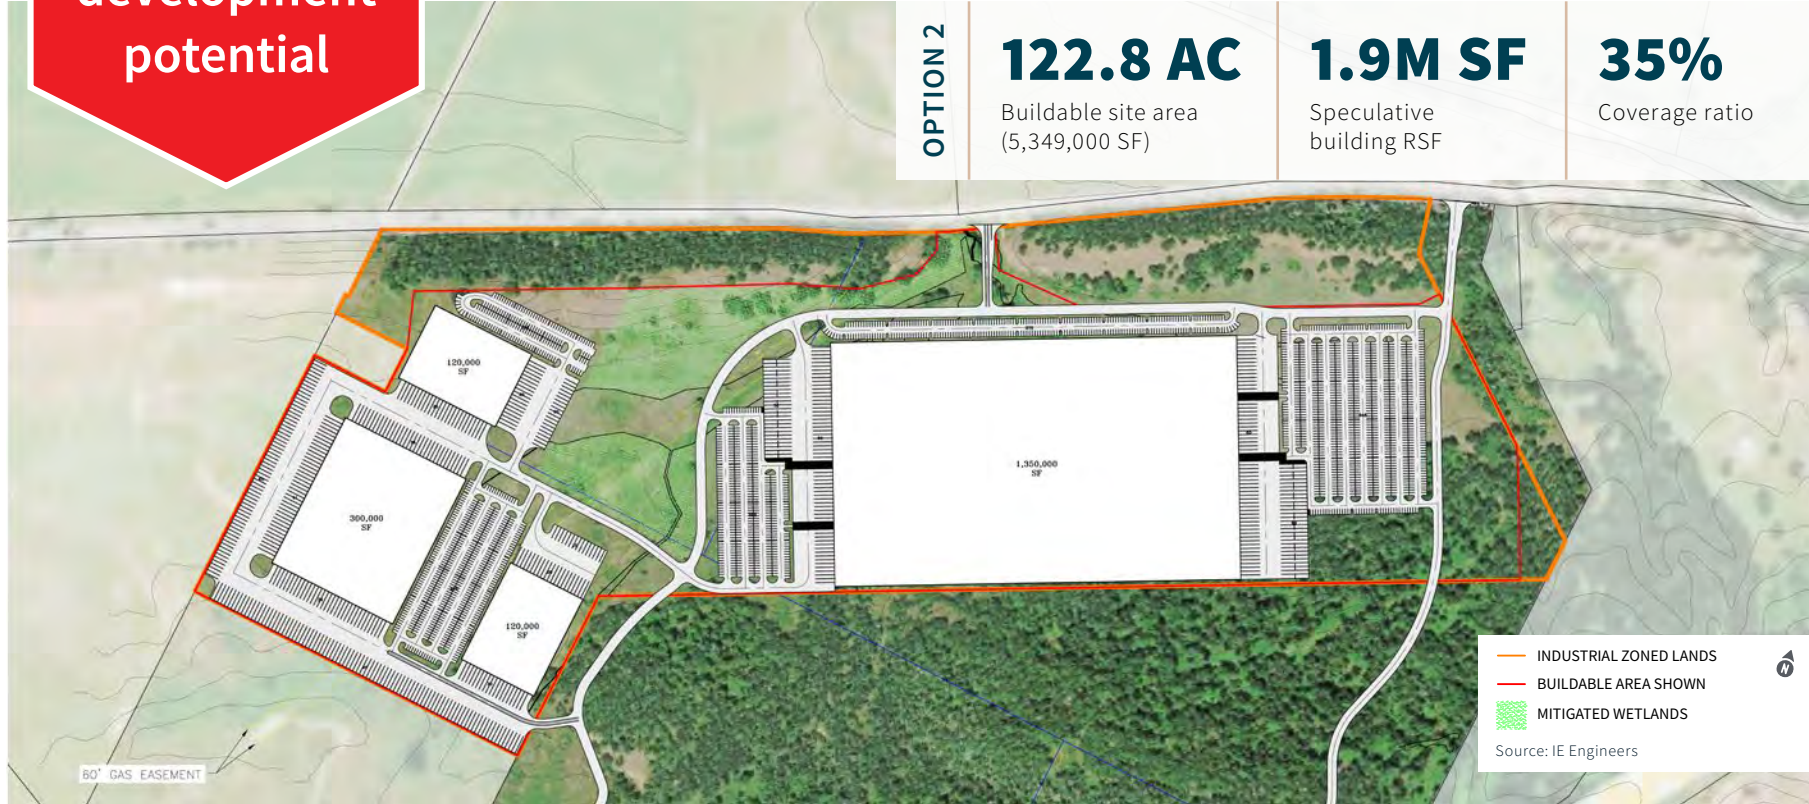 development
potential
OPTION 2
122.8 AC
Buildable site area
(5,349,000 SF)
1.9M SF
Speculative
building RSF
35%
Coverage ratio
120,000
SF
300,000
SF
120,000
SF
1,350,000
SF
60' GAS EASEMENT
INDUSTRIAL ZONED LANDS
BUILDABLE AREA SHOWN
MITIGATED WETLANDS
Source: IE Engineers
N